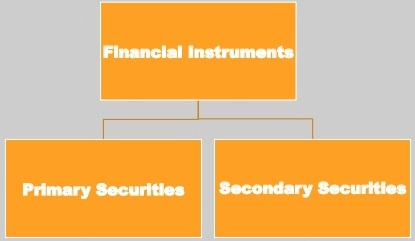 Financial Instruments
Primary Securities
Secondary Securities